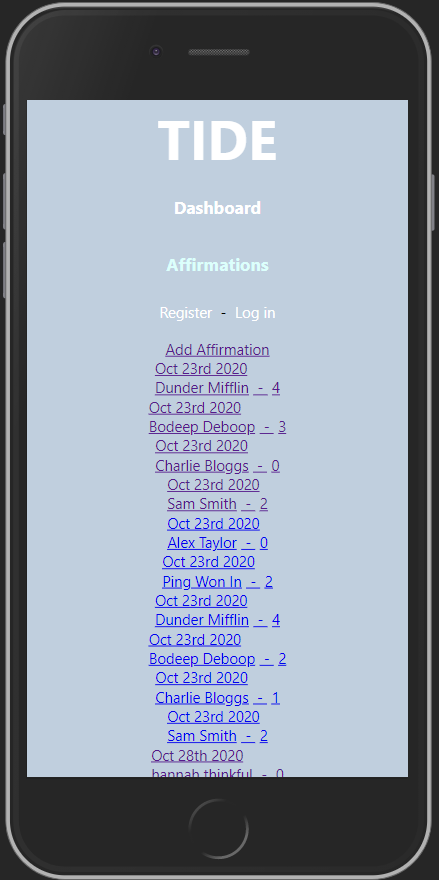 TIDE
Dashboard
Affirmations
Register - Log in
Add Affirmation
Oct 23rd 2020
Dunder Mifflin - 4
Oct 23rd 2020
Bodeep Deboop - 3
Oct 23rd 2020
Charlie Bloggs - 0
Oct 23rd 2020
Sam Smith - 2
Oct 23rd 2020
Alex Taylor - 0
Oct 23rd 2020
Ping Won In - 2
Oct 23rd 2020
Dunder Mifflin - 4
Oct 23rd 2020
Bodeep Deboop - 2
Oct 23rd 2020
Charlie Bloggs - 1
Oct 23rd 2020
Sam Smith - 2
Oct 28th 2020
hannah thinkful - 0